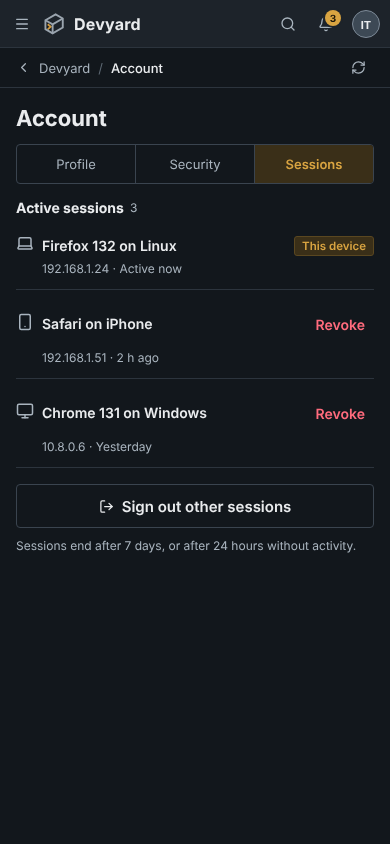 Devyard
3
IT
Devyard / Account
Account
Profile
Security
Sessions
Active sessions 3
Firefox 132 on Linux
This device
192.168.1.24 · Active now
Safari on iPhone
Revoke
192.168.1.51 · 2 h ago
Chrome 131 on Windows
Revoke
10.8.0.6 · Yesterday
Sign out other sessions
Sessions end after 7 days, or after 24 hours without activity.